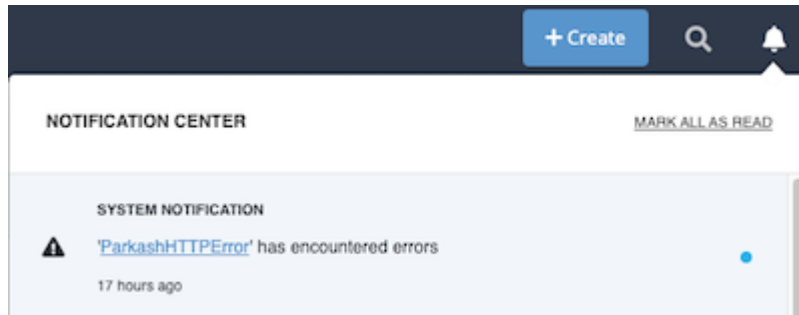 + Create
NOTIFICATION CENTER
MARK ALL AS READ
SYSTEM NOTIFICATION
'ParkashHTTPError' has encountered errors
17 hours ago